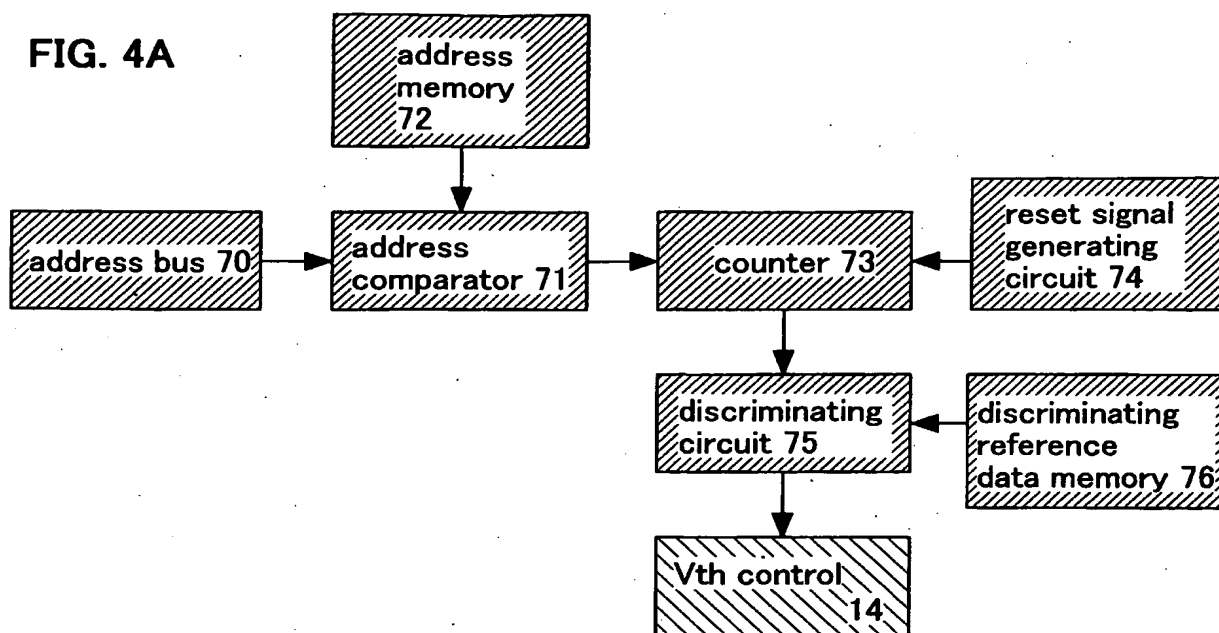 FIG. 4A
address
memory
72
address bus 70
address
comparator 71
counter 73
reset signal
generating
circuit 74
discriminating
circuit 75
discriminating
reference
data memory 76
Vth control
14